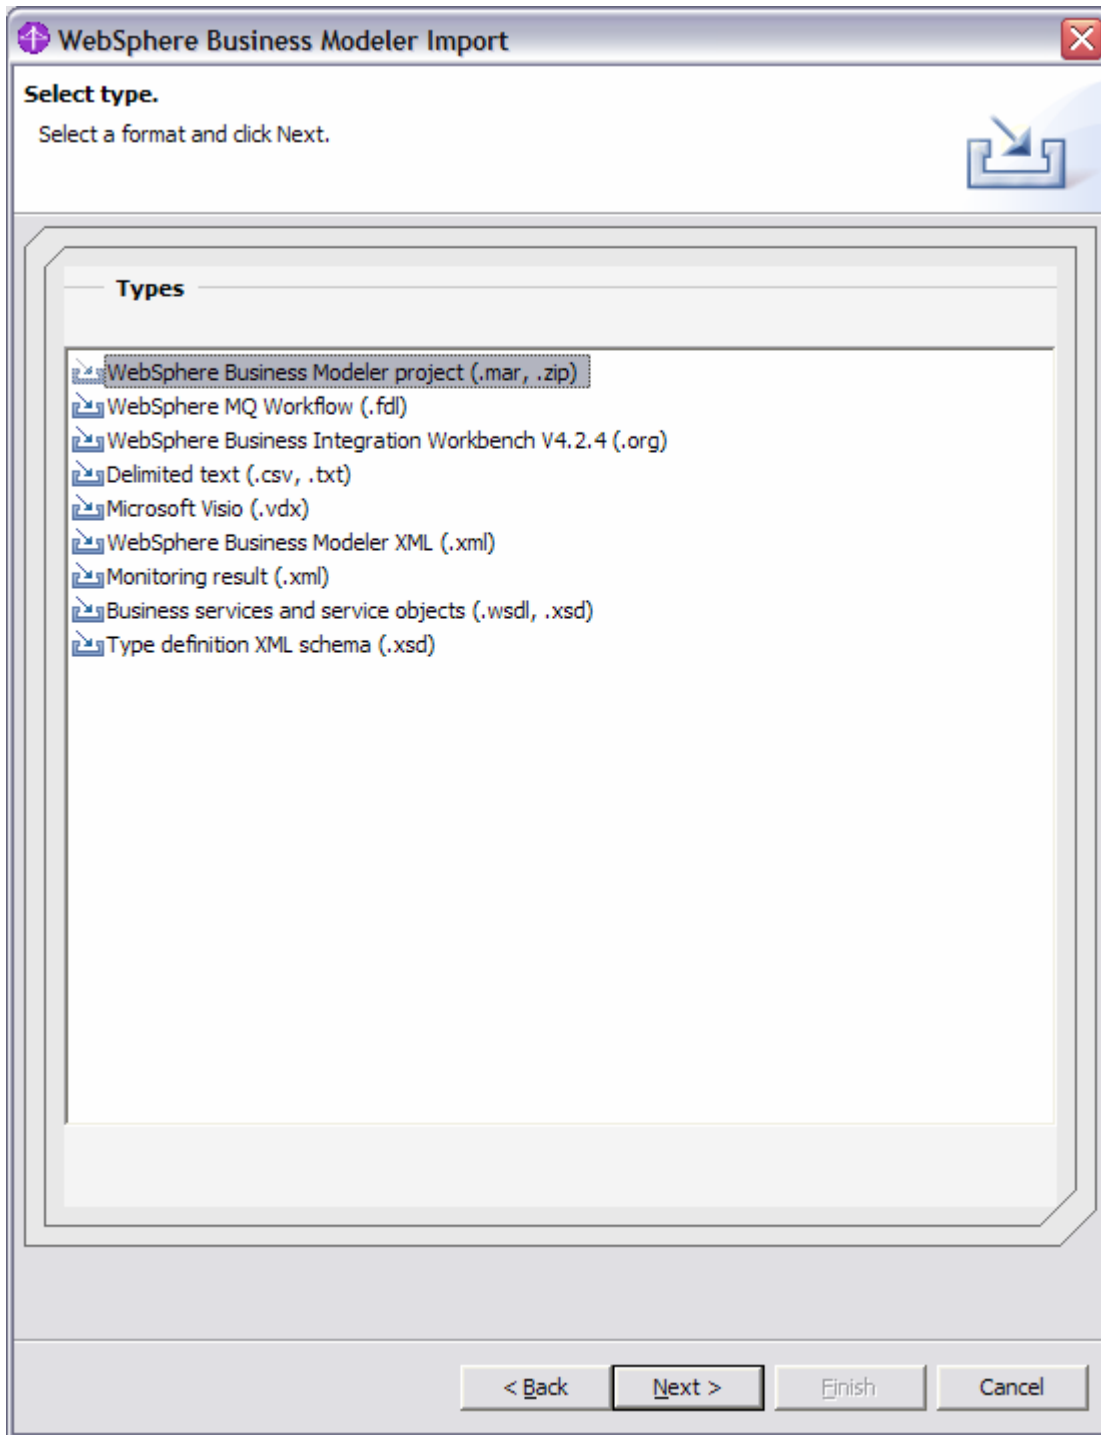 WebSphere Business Modeler Import
Select type.
Select a format and click Next.
Types
WebSphere Business Modeler project (.mar, .zip)
WebSphere MQ Workflow (.fdl)
WebSphere Business Integration Workbench V4.2.4 (.org)
Delimited text (.csv, .txt)
Microsoft Visio (.vdx)
WebSphere Business Modeler XML (.xml)
Monitoring result (.xml)
Business services and service objects (.wsdl, .xsd)
Type definition XML schema (.xsd)
< Back Next > Finish Cancel